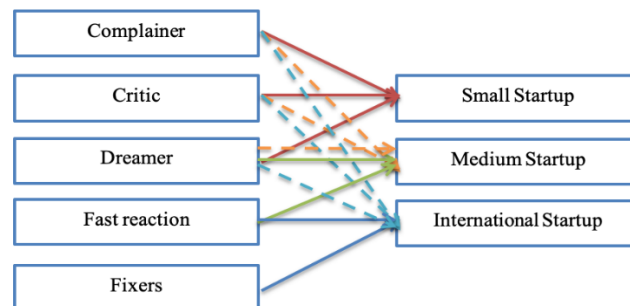 Complainer
Critic
Dreamer
Fast reaction
Fixers
Small Startup
Medium Startup
International Startup